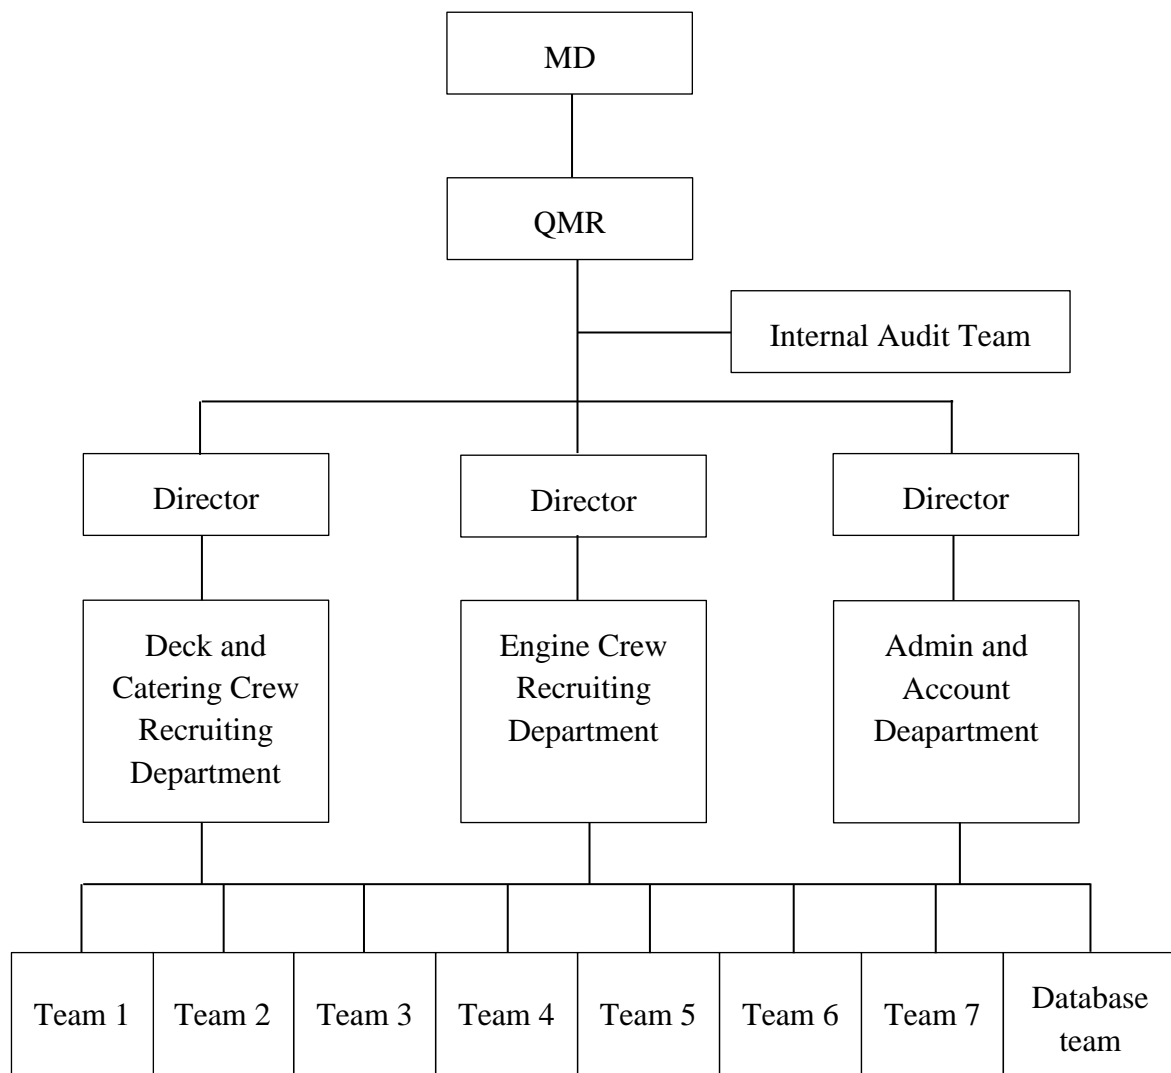 MD
QMR
Internal Audit Team
Director
Director
Director
Deck and
Catering Crew
Recruiting
Department
Engine Crew
Recruiting
Department
Admin and
Account
Deapartment
Team 1
Team 2
Team 3
Team 4
Team 5
Team 6
Team 7
Database
team